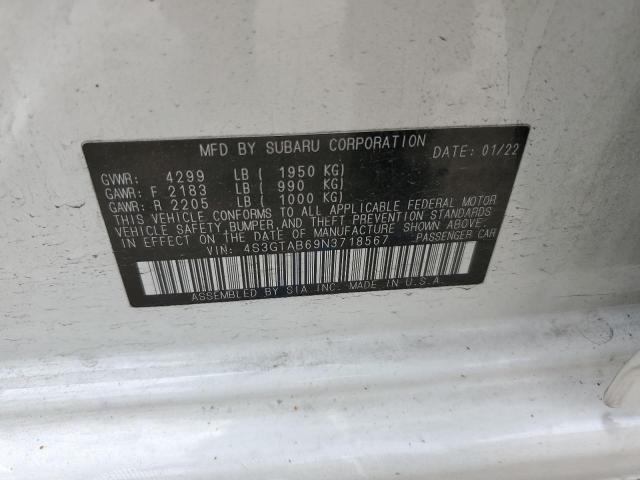 MFD BY SUBARU CORPORATION DATE: 01/22
GVWR: 4299 LB ( 1950 KG)
GAWR: F 2183 LB ( 990 KG)
GAWR: R 2205 LB ( 1000 KG)
THIS VEHICLE CONFORMS TO ALL APPLICABLE FEDERAL MOTOR
VEHICLE SAFETY, BUMPER, AND THEFT PREVENTION STANDARDS
IN EFFECT ON THE DATE OF MANUFACTURE SHOWN ABOVE.
VIN: 4S3GTAB69N3718567 PASSENGER CAR
ASSEMBLED BY SIA INC. MADE IN U.S.A.